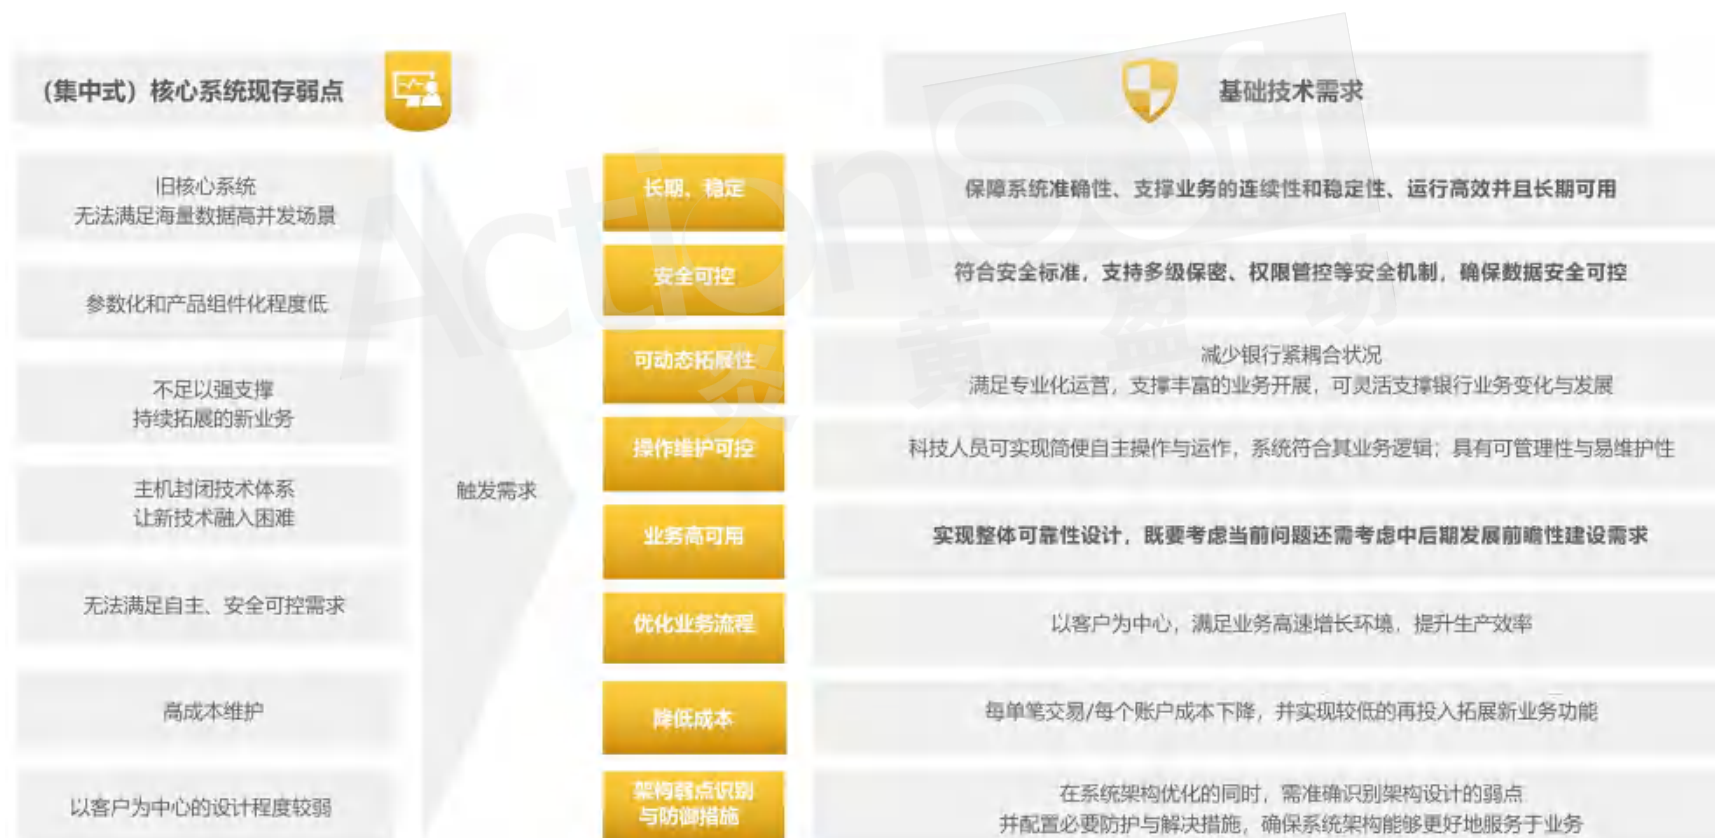 (集中式) 核心系统现存弱点
旧核心系统
无法满足海量数据高并发场景
参数化和产品组件化程度低
不足以强支撑
持续拓展的新业务
主机封闭技术体系
让新技术融入困难
无法满足自主、安全可控需求
高成本维护
以客户为中心的设计程度较弱
触发需求
基础技术需求
长期、稳定
保障系统准确性、支撑业务的连续性和稳定性、运行高效并且长期可用
安全可控
符合安全标准，支持多级保密、权限管控等安全机制，确保数据安全可控
可动态拓展性
减少银行紧耦合状况
满足专业化运营，支撑丰富的业务开展，可灵活支撑银行业务变化与发展
操作维护可控
科技人员可实现简便自主操作与运作，系统符合其业务逻辑；具有可管理性与易维护性
业务高可用
实现整体可靠性设计，既要考虑当前问题还需考虑中后期发展前瞻性建设需求
优化业务流程
以客户为中心，满足业务高速增长环境，提升生产效率
降低成本
每单笔交易/每个账户成本下降，并实现较低的再投入拓展新业务功能
架构弱点识别
与防御措施
在系统架构优化的同时，需准确识别架构设计的弱点
并配置必要防护与解决措施，确保系统架构能够更好地服务于业务
ActionSoft
炎黄盈动